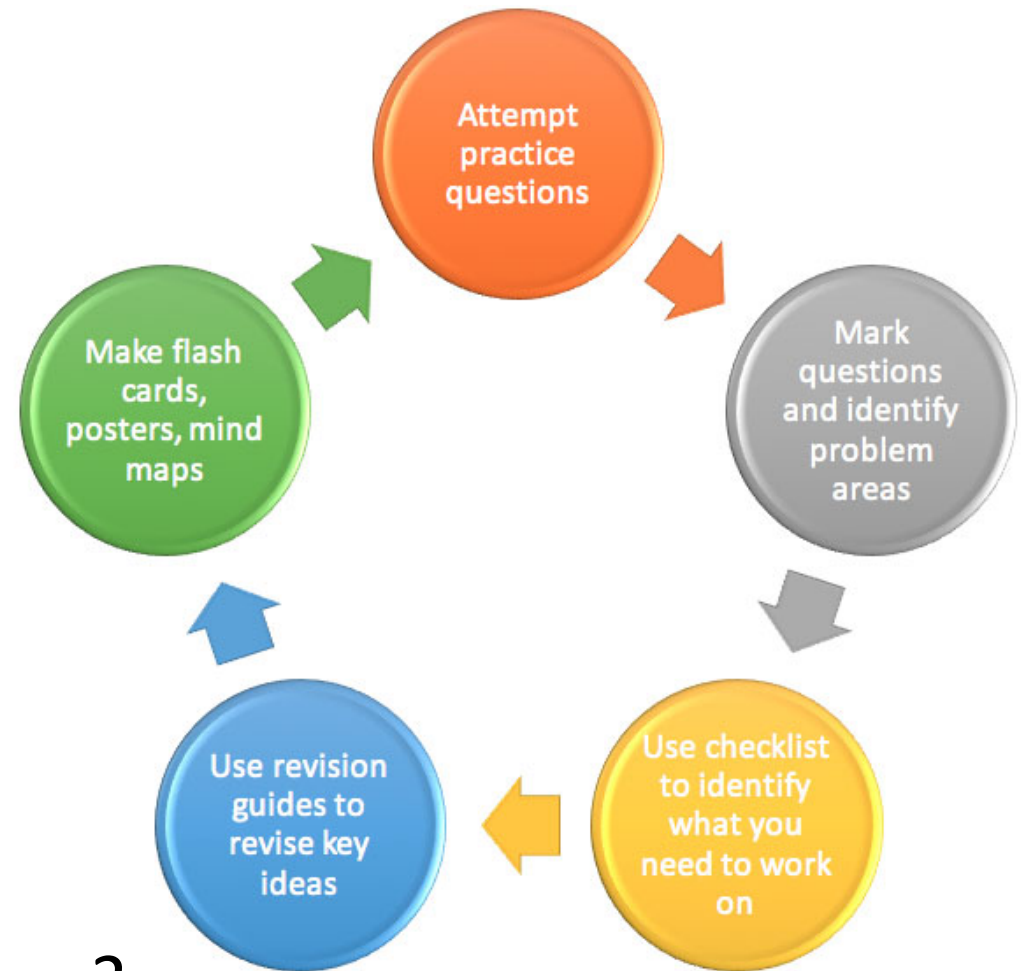 Attempt
practice
questions
Mark
questions
and identify
problem
areas
Use checklist
to identify
what you
need to work
on
Use revision
guides to
revise key
ideas
Make flash
cards,
posters, mind
maps